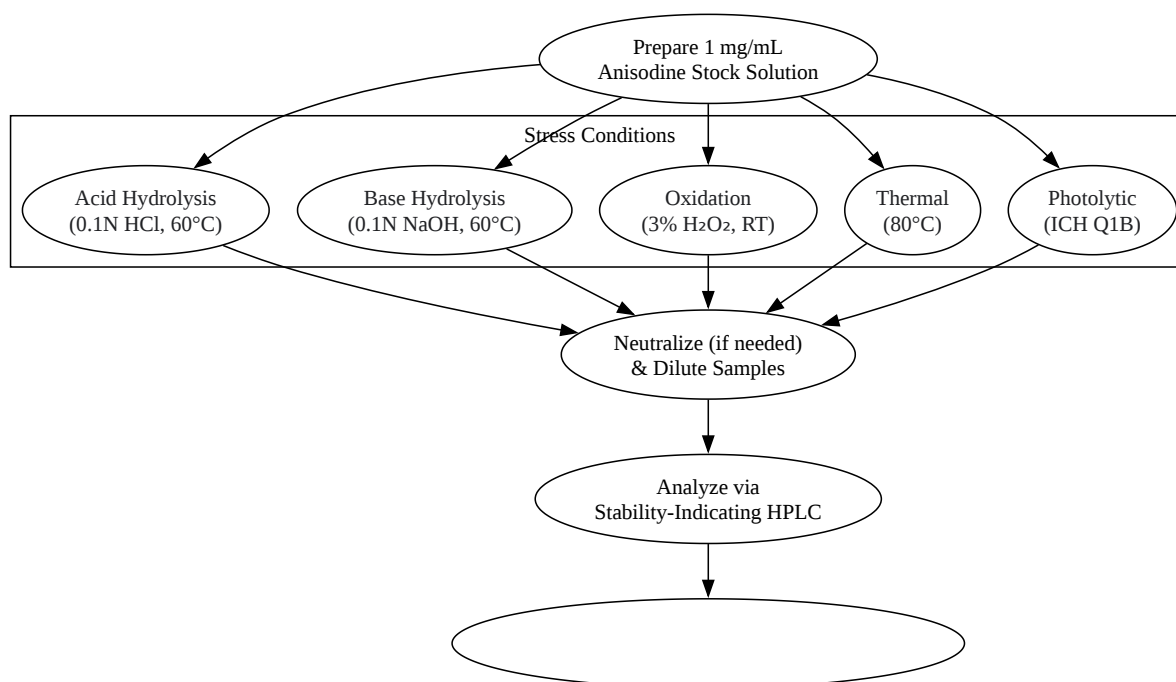 Prepare 1 mg/mL
Anisodine Stock Solution
Stress Conditions
Acid Hydrolysis
(0.1N HCl, 60°C)
Base Hydrolysis
(0.1N NaOH, 60°C)
Oxidation
(3% H₂O₂, RT)
Thermal
(80°C)
Photolytic
(ICH Q1B)
Neutralize (if needed)
& Dilute Samples
Analyze via
Stability-Indicating HPLC